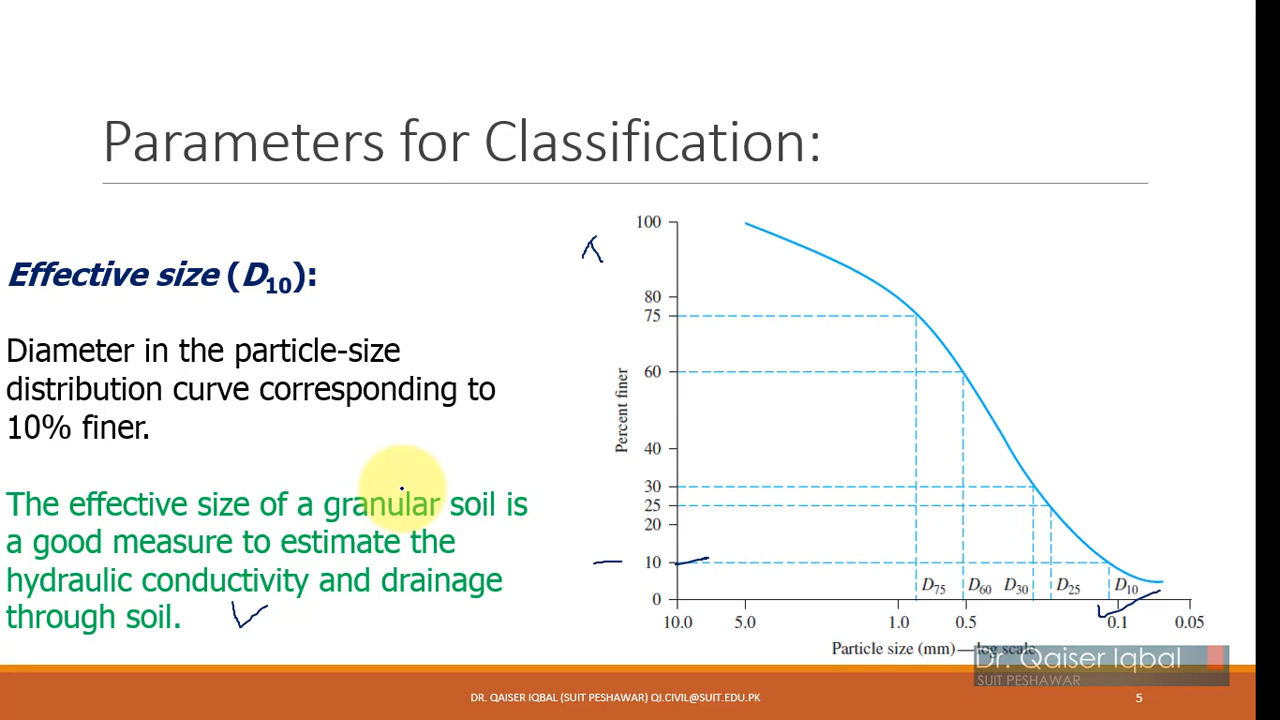 Parameters for Classification:
Effective size (D10):
Diameter in the particle-size
distribution curve corresponding to
10% finer.
The effective size of a granular soil is
a good measure to estimate the
hydraulic conductivity and drainage
through soil.
Percent finer
100
80
75
60
40
30
25
20
10
0
D75 D60 D30 D25 D10
10.0 5.0 1.0 0.5 0.1 0.05
Particle size (mm)—log scale
Dr. Qaiser Iqbal
SUIT PESHAWAR
DR. QAISER IQBAL (SUIT PESHAWAR) QJ.CIVIL@SUIT.EDU.PK
5